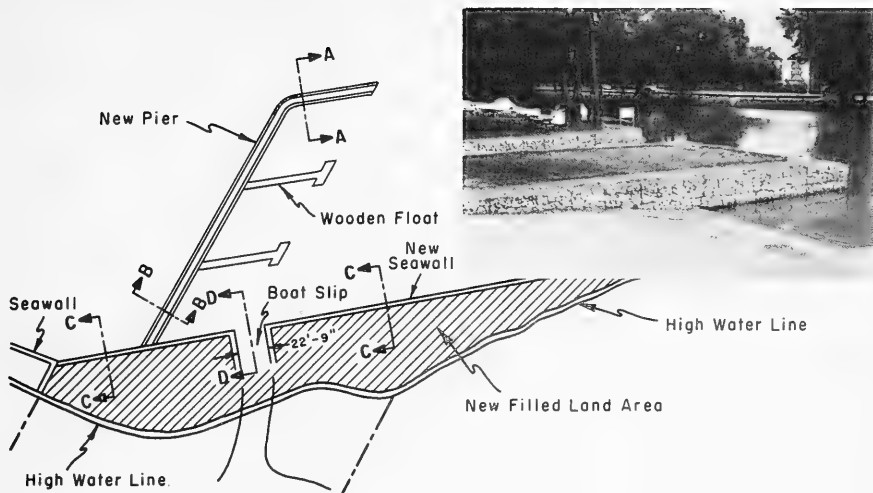 A
New Pier
A
Wooden Float
New
Seawall
B
B
D
Boat Slip
C
Seawall
C
22'-9"
High Water Line
C
D
C
New Filled Land Area
High Water Line